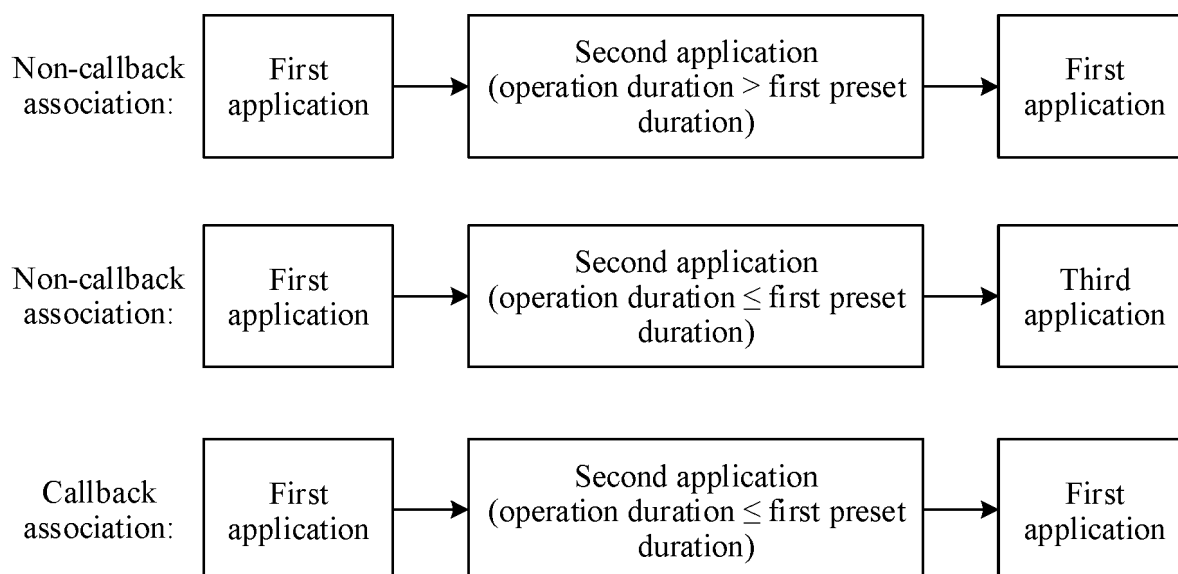 Non-callback
association:
First
application
Second application
(operation duration > first preset
duration)
First
application
Non-callback
association:
First
application
Second application
(operation duration ≤ first preset
duration)
Third
application
Callback
association:
First
application
Second application
(operation duration ≤ first preset
duration)
First
application